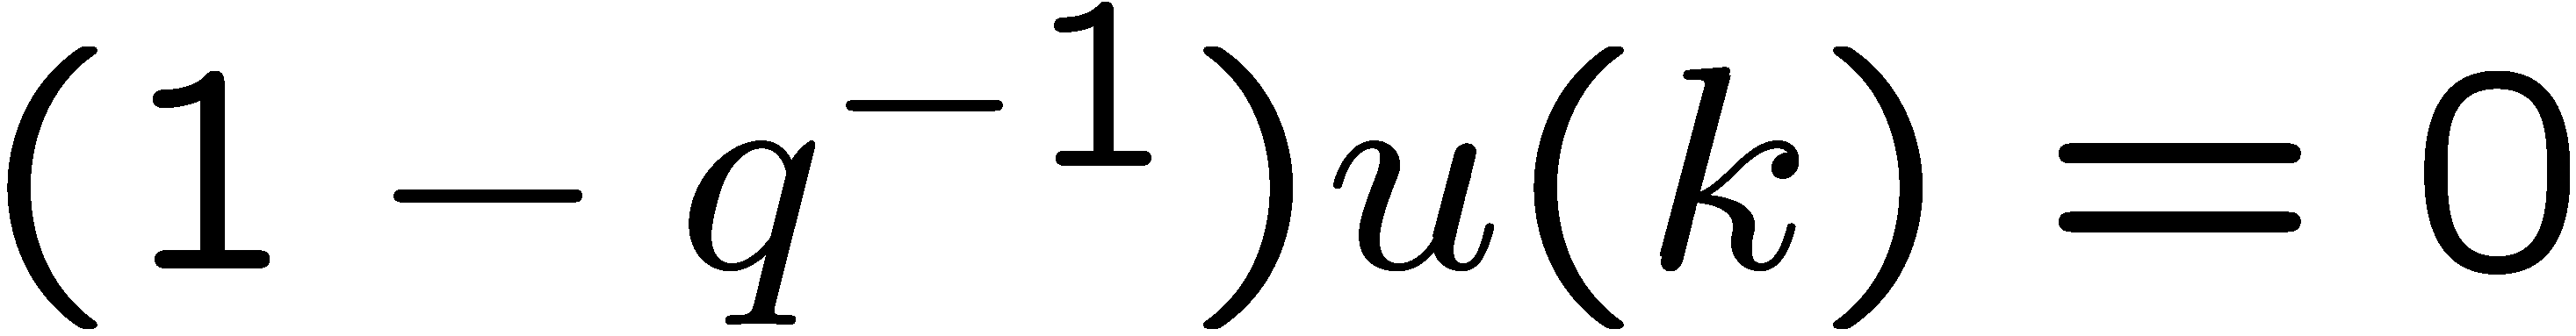 (1 − q⁻¹)u(k) = 0